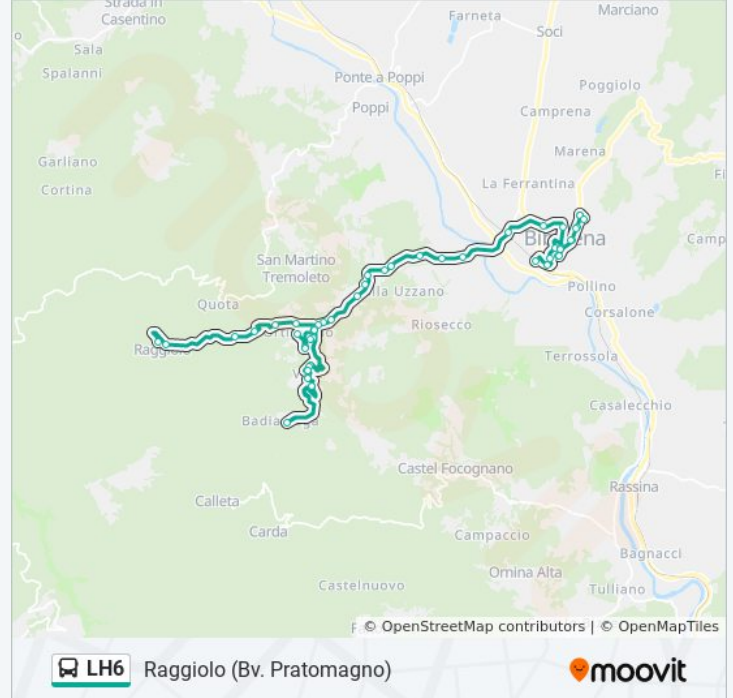 Strada in
Casentino
Farneta
Marciano
Soci
Sala
Spalanni
Ponte a Poppi
Poppi
Poggiolo
Camprena
Garliano
Cortina
Marena
La Ferrantina
Camp
San Martino
Tremoleto
Uzzano
Pollino
Quota
Corsalone
Riosecco
Terrossola
Casalecchio
Castel Focognano
Rassina
Calleta
Carda
Campaccio
Bagnacci
Ornina Alta
Castelnuovo
Tulliano
© OpenStreetMap contributors | © OpenMapTiles
LH6 Raggiolo (Bv. Pratomagno)
moovit